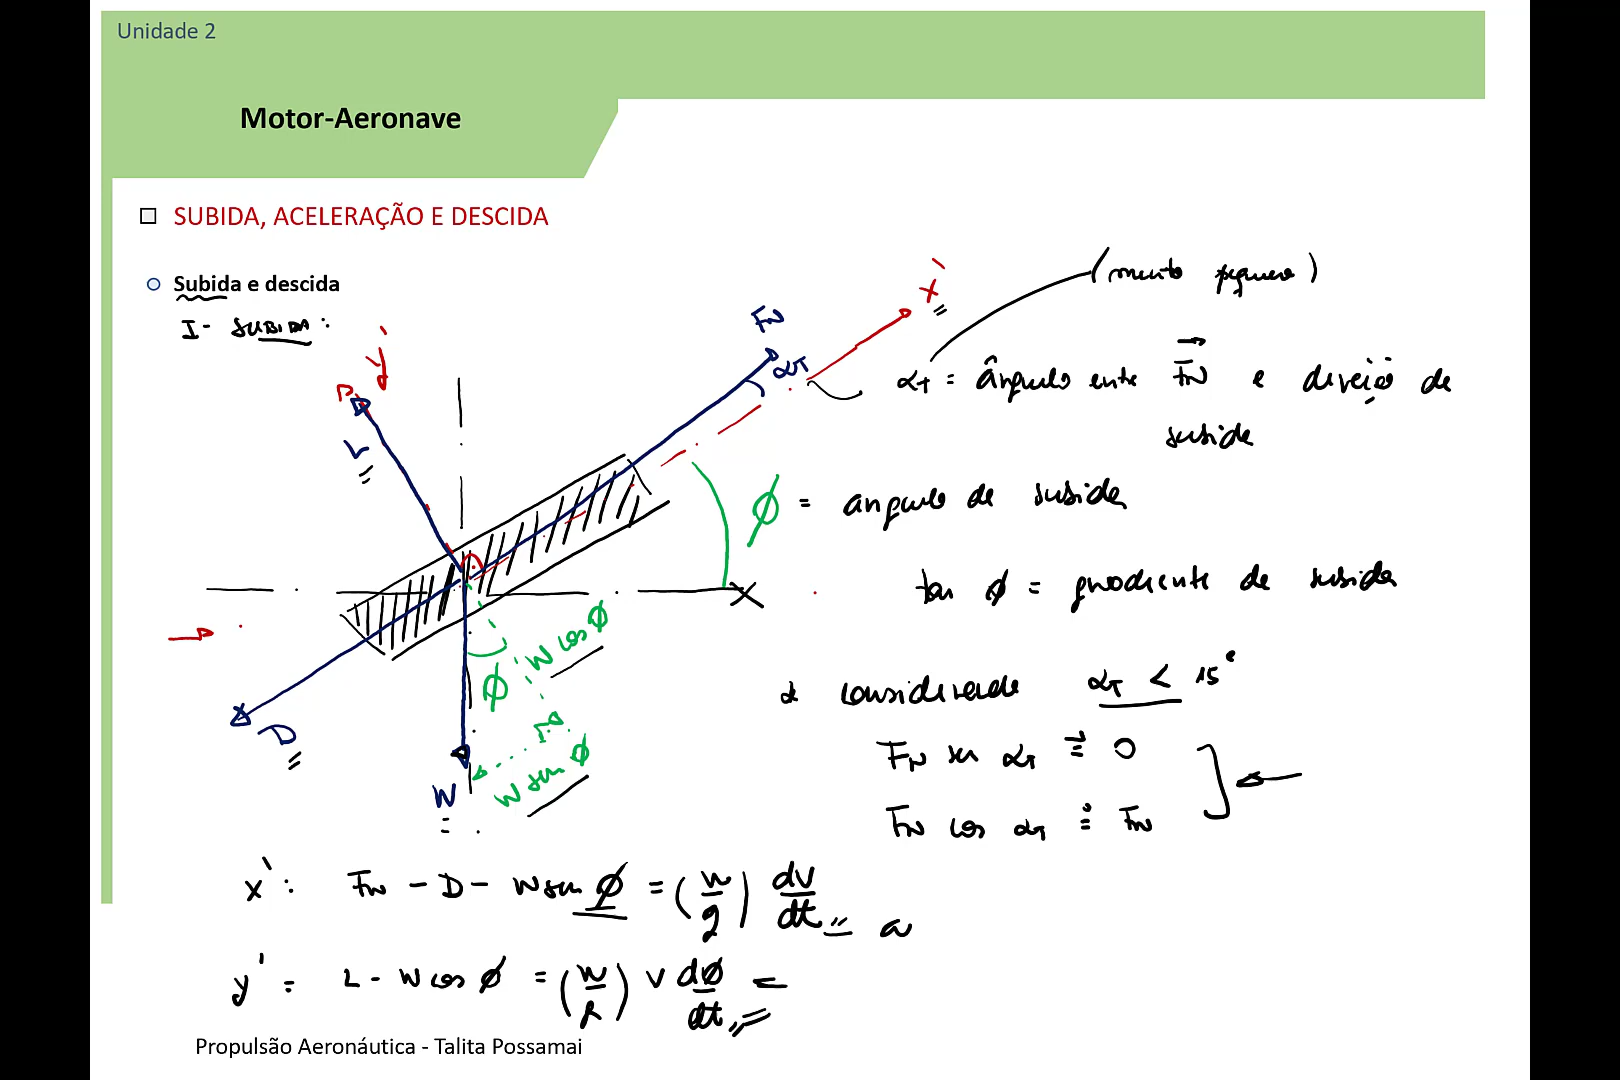 Unidade 2
Motor-Aeronave
SUBIDA, ACELERAÇÃO E DESCIDA
Subida e descida
I- SUBIDA:
y'
L
FN
αT
x'
(muito pequeno)
αT = ângulo ente FN e direção de
subida
ϕ = angulo de subida
X
tan ϕ = gradiente de subida
D
W
ϕ
W cos ϕ
W sen ϕ
considerando αT < 15°
FN sen αT ≅ 0
FN cos αT ≅ FN
x': FN - D - W sen ϕ = (W/g) dv/dt = a
y' = L - W cos ϕ = (W/g) v dϕ/dt =
Propulsão Aeronáutica - Talita Possamai